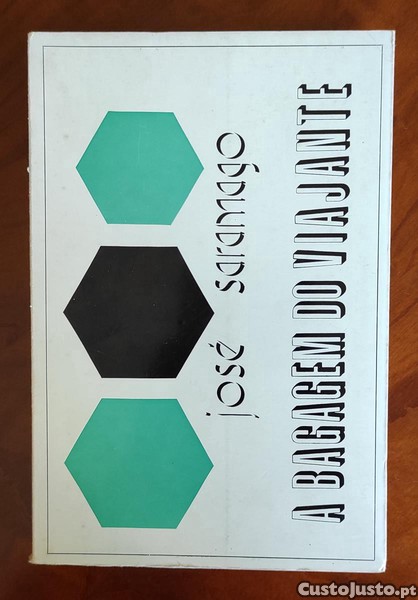 josé saramago
A BAGAGEM DO VIAJANTE
CustoJusto.pt